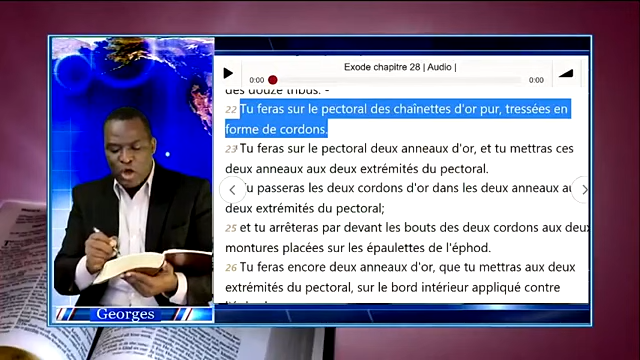 Exode chapitre 28 | Audio |
0:00
0:00
des douze tribus. -
22 Tu feras sur le pectoral des chaînettes d'or pur, tressées en
forme de cordons.
23 Tu feras sur le pectoral deux anneaux d'or, et tu mettras ces
deux anneaux aux deux extrémités du pectoral.
Tu passeras les deux cordons d'or dans les deux anneaux aux
deux extrémités du pectoral;
25 et tu arrêteras par devant les bouts des deux cordons aux deux
montures placées sur les épaulettes de l'éphod.
26 Tu feras encore deux anneaux d'or, que tu mettras aux deux
extrémités du pectoral, sur le bord intérieur appliqué contre
Georges